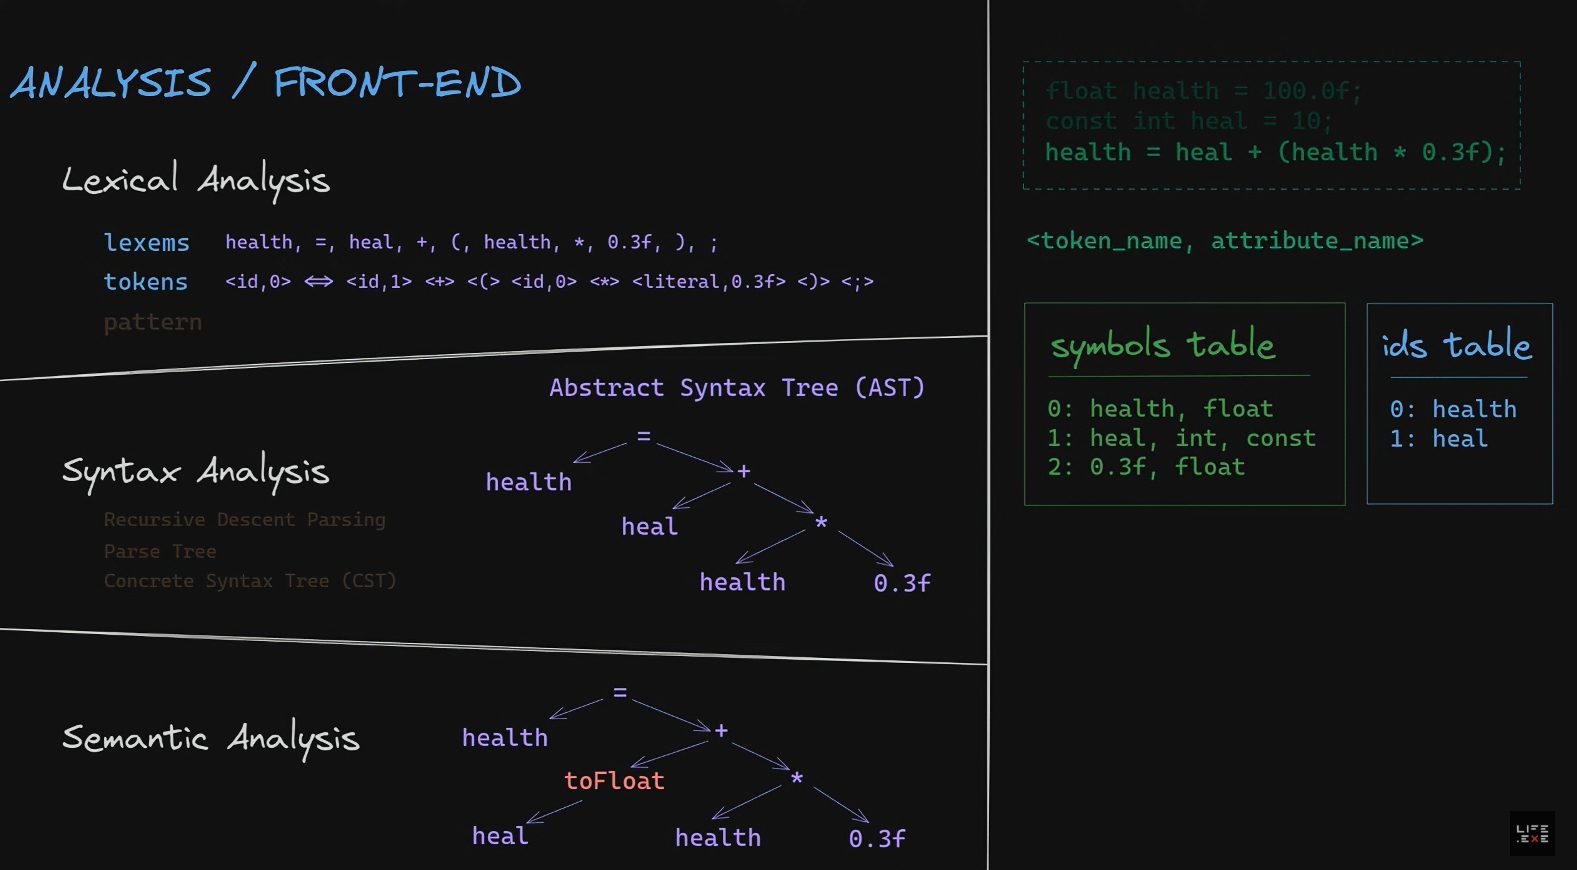 ANALYSIS / FRONT-END
Lexical Analysis
lexems health, =, heal, +, (, health, *, 0.3f, ), ;
tokens <id,0> <=> <id,1> <+> <(> <id,0> <*> <literal,0.3f> <)> <;>
pattern
Abstract Syntax Tree (AST)
Syntax Analysis
Recursive Descent Parsing
Parse Tree
Concrete Syntax Tree (CST)
=
health +
heal *
health 0.3f
Semantic Analysis
=
health +
toFloat *
heal health 0.3f
float health = 100.0f;
const int heal = 10;
health = heal + (health * 0.3f);
<token_name, attribute_name>
symbols table
0: health, float
1: heal, int, const
2: 0.3f, float
ids table
0: health
1: heal
LIFE
.EXE